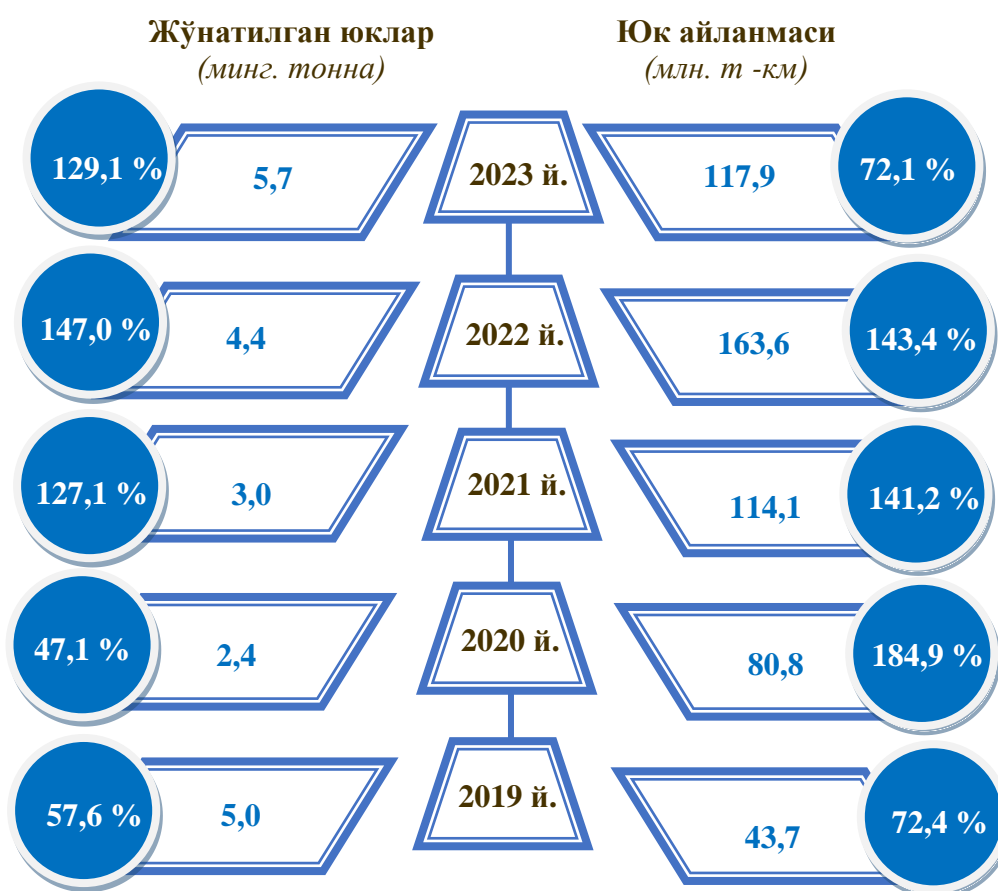 Жўнатилган юклар
(минг. тонна)
Юк айланмаси
(млн. т -км)
129,1 %
5,7
2023 й.
117,9
72,1 %
147,0 %
4,4
2022 й.
163,6
143,4 %
127,1 %
3,0
2021 й.
114,1
141,2 %
47,1 %
2,4
2020 й.
80,8
184,9 %
57,6 %
5,0
2019 й.
43,7
72,4 %